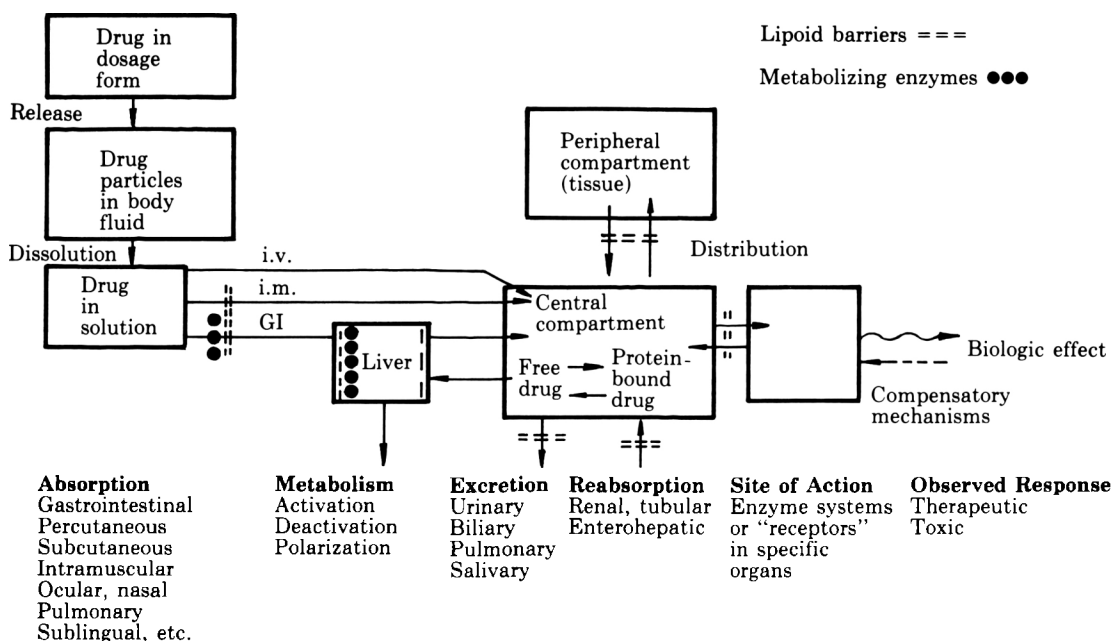 Drug in
dosage
form
Lipoid barriers ===
Metabolizing enzymes ●●●
Release
Drug
particles
in body
fluid
Peripheral
compartment
(tissue)
Dissolution
Distribution
Drug
in
solution
i.v.
i.m.
GI
Liver
Central
compartment
Free
drug
Protein-
bound
drug
Biologic effect
Compensatory
mechanisms
Absorption
Gastrointestinal
Percutaneous
Subcutaneous
Intramuscular
Ocular, nasal
Pulmonary
Sublingual, etc.
Metabolism
Activation
Deactivation
Polarization
Excretion
Urinary
Biliary
Pulmonary
Salivary
Reabsorption
Renal, tubular
Enterohepatic
Site of Action
Enzyme systems
or "receptors"
in specific
organs
Observed Response
Therapeutic
Toxic